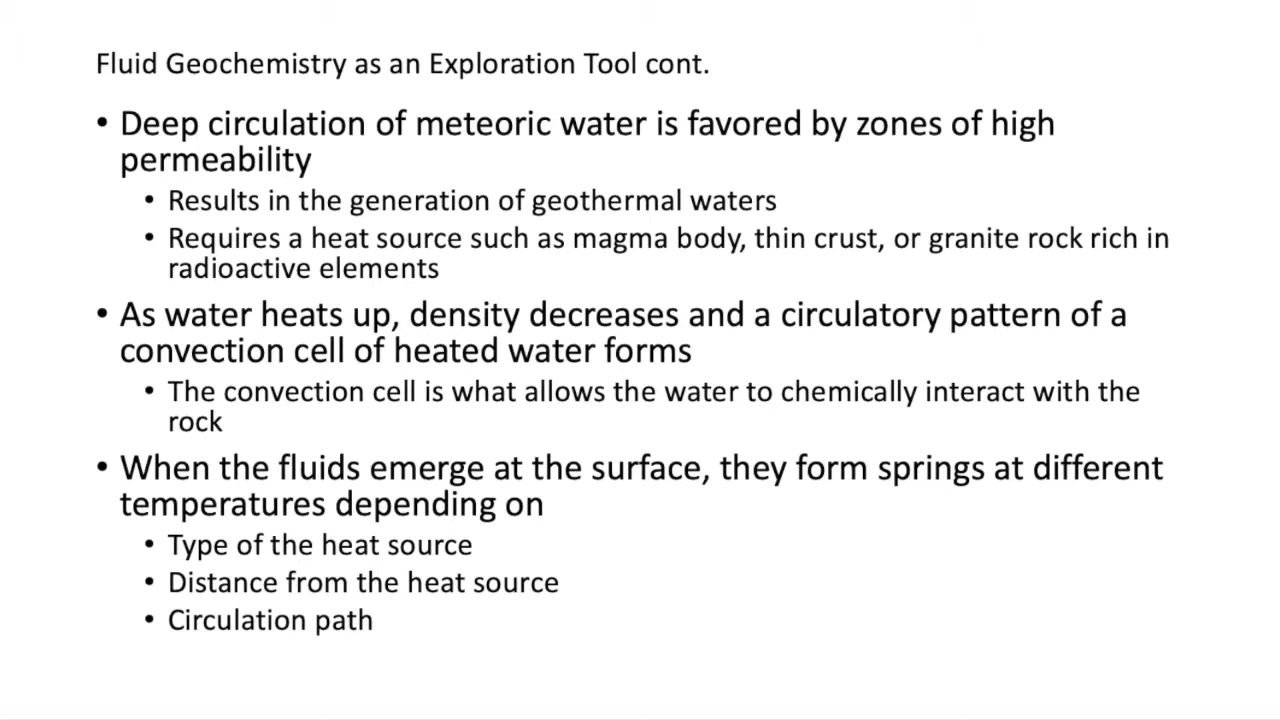 Fluid Geochemistry as an Exploration Tool cont.
• Deep circulation of meteoric water is favored by zones of high
permeability
• Results in the generation of geothermal waters
• Requires a heat source such as magma body, thin crust, or granite rock rich in
radioactive elements
• As water heats up, density decreases and a circulatory pattern of a
convection cell of heated water forms
• The convection cell is what allows the water to chemically interact with the
rock
• When the fluids emerge at the surface, they form springs at different
temperatures depending on
• Type of the heat source
• Distance from the heat source
• Circulation path